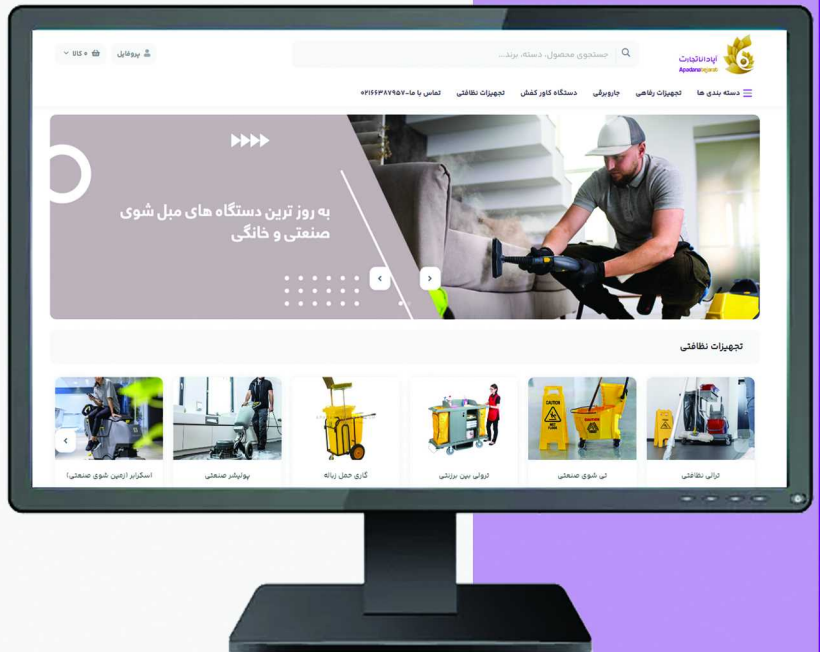 آپادانا تجارت
Apadana tejarat
جستحوی محصول، دسته، برند...
پروفایل
۰ کالا
دسته بندی ها
تجهیزات رفاهی
جاروبرقی
دستگاه کاور کفش
تجهیزات نظافتی
تماس با ما-۰۲۱۶۶۳۸۷۹۵۷
به روز ترین دستگاه های مبل شوی
صنعتی و خانگی
تجهیزات نظافتی
CAUTION
ترالی نظافتی
تی شوی صنعتی
ترولی بین برزنتی
گاری حمل زباله
پولیشر صنعتی
اسکرابر (زمین شوی صنعتی)